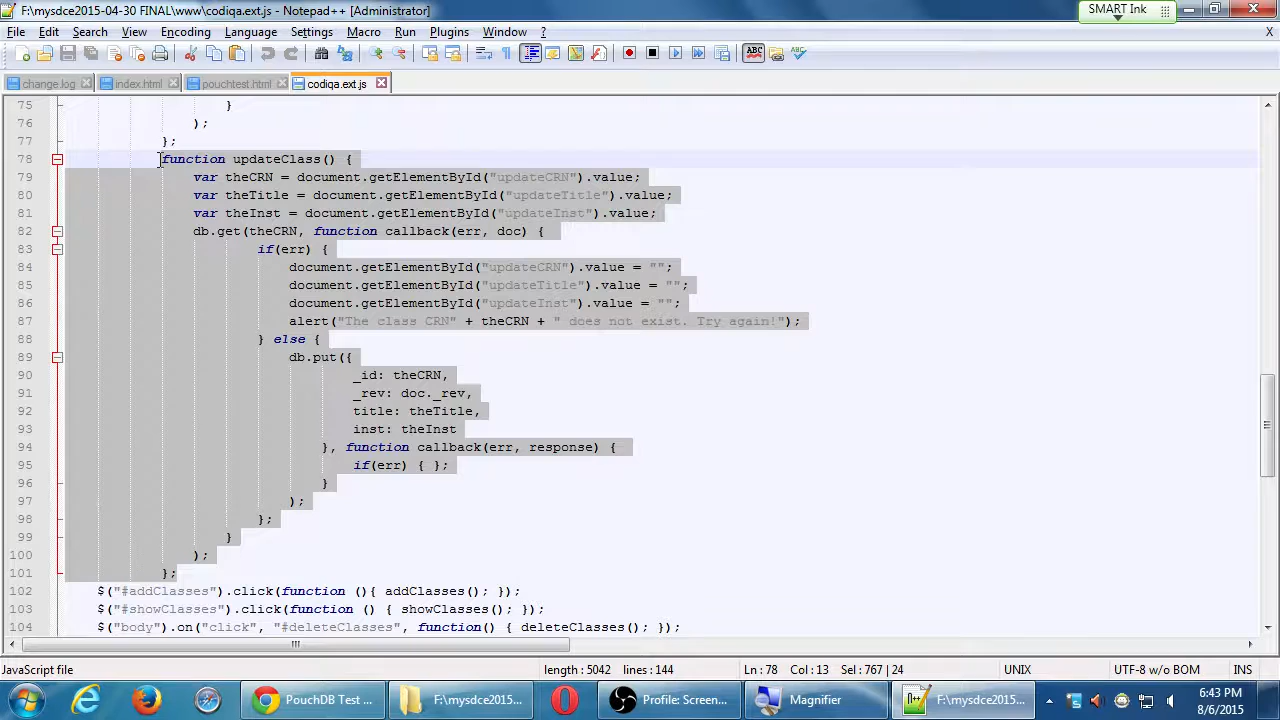 F:\mysdce2015-04-30 FINAL\www\codiqa.ext.js - Notepad++ [Administrator]
SMART Ink
File Edit Search View Encoding Language Settings Macro Run Plugins Window ? X
ABC ABC
change.log index.html pouchtest.html codiqa.ext.js
75 }
76 );
77 };
78 function updateClass() {
79 var theCRN = document.getElementById("updateCRN").value;
80 var theTitle = document.getElementById("updateTitle").value;
81 var theInst = document.getElementById("updateInst").value;
82 db.get(theCRN, function callback(err, doc) {
83 if(err) {
84 document.getElementById("updateCRN").value = "";
85 document.getElementById("updateTitle").value = "";
86 document.getElementById("updateInst").value = "";
87 alert("The class CRN" + theCRN + " does not exist. Try again!");
88 } else {
89 db.put({
90 _id: theCRN,
91 _rev: doc._rev,
92 title: theTitle,
93 inst: theInst
94 }, function callback(err, response) {
95 if(err) { };
96 }
97 );
98 };
99 }
100 );
101 };
102 $("#addClasses").click(function (){ addClasses(); });
103 $("#showClasses").click(function () { showClasses(); });
104 $("body").on("click", "#deleteClasses", function() { deleteClasses(); });
JavaScript file length : 5042 lines : 144 Ln : 78 Col : 13 Sel : 767 | 24 UNIX UTF-8 w/o BOM INS
PouchDB Test ... F:\mysdce2015... Profile: Screen... Magnifier F:\mysdce2015... 6:43 PM
8/6/2015